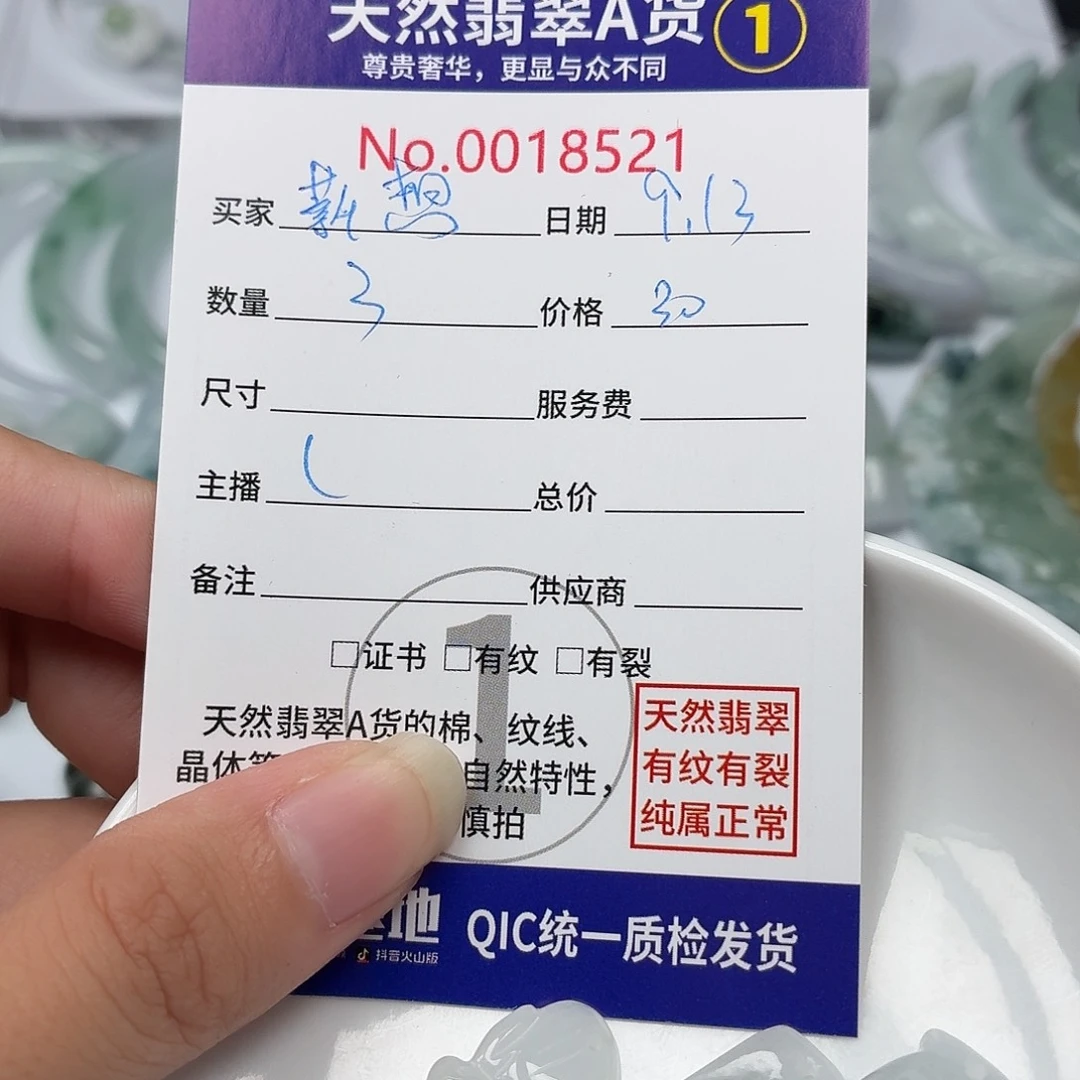 天然翡翠A货 1
尊贵奢华，更显与众不同
No.0018521
买家 日期 9.13
数量 3 价格 30
尺寸 服务费
主播 总价
备注 供应商
□证书 □有纹 □有裂
1
天然翡翠A货的棉、纹线、
晶体 自然特性，
慎拍
天然翡翠
有纹有裂
纯属正常
地 QIC统一质检发货
抖音火山版